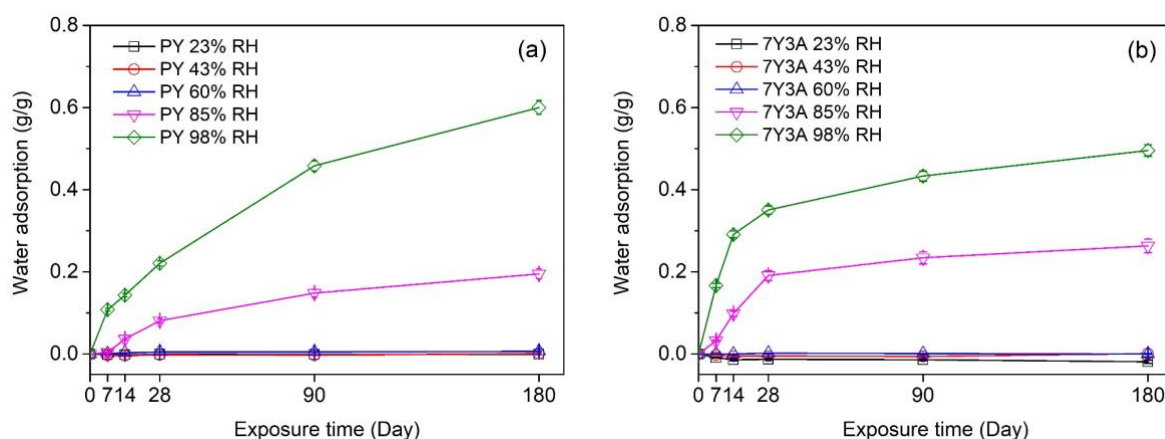 0.8
0.6
0.4
0.2
0.0
Water adsorption (g/g)
PY 23% RH
PY 43% RH
PY 60% RH
PY 85% RH
PY 98% RH
(a)
0 7 14 28 90 180
Exposure time (Day)
0.8
0.6
0.4
0.2
0.0
Water adsorption (g/g)
7Y3A 23% RH
7Y3A 43% RH
7Y3A 60% RH
7Y3A 85% RH
7Y3A 98% RH
(b)
0 7 14 28 90 180
Exposure time (Day)